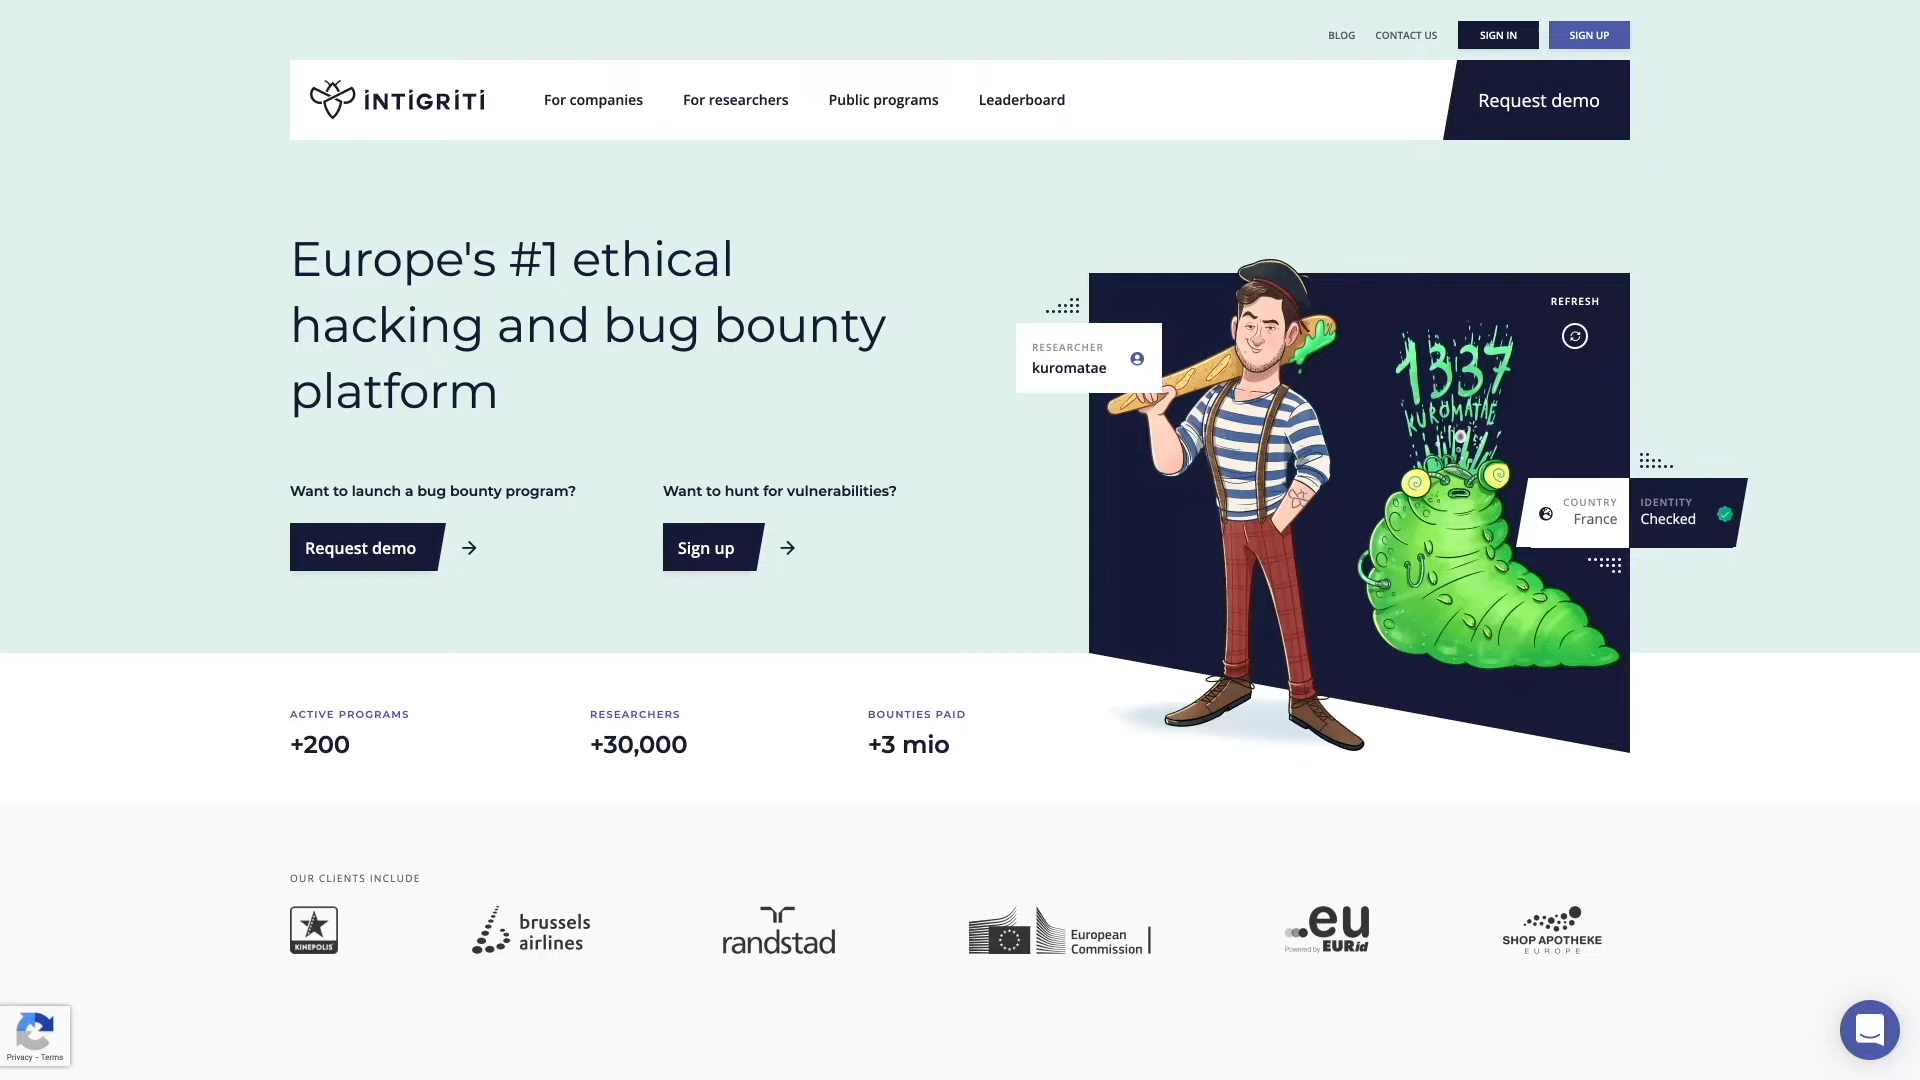 BLOG
CONTACT US
SIGN IN
SIGN UP
INTIGRITI
For companies
For researchers
Public programs
Leaderboard
Request demo
Europe's #1 ethical
hacking and bug bounty
platform
Want to launch a bug bounty program?
Request demo
Want to hunt for vulnerabilities?
Sign up
RESEARCHER
kuromatae
REFRESH
1337
KUROMATAE
COUNTRY
France
IDENTITY
Checked
ACTIVE PROGRAMS
+200
RESEARCHERS
+30,000
BOUNTIES PAID
+3 mio
OUR CLIENTS INCLUDE
KINEPOLIS
brussels
airlines
randstad
European
Commission
.eu
Powered by EURid
SHOP APOTHEKE
EUROPE
Privacy - Terms